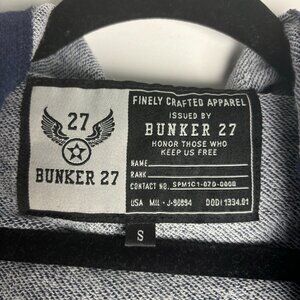 27
BUNKER 27
FINELY CRAFTED APPAREL
ISSUED BY
BUNKER 27
HONOR THOSE WHO
KEEP US FREE
NAME
RANK
CONTACT NO. SPM1C1-070-0000
USA MIL - J-90894 DODI 1334.01
S